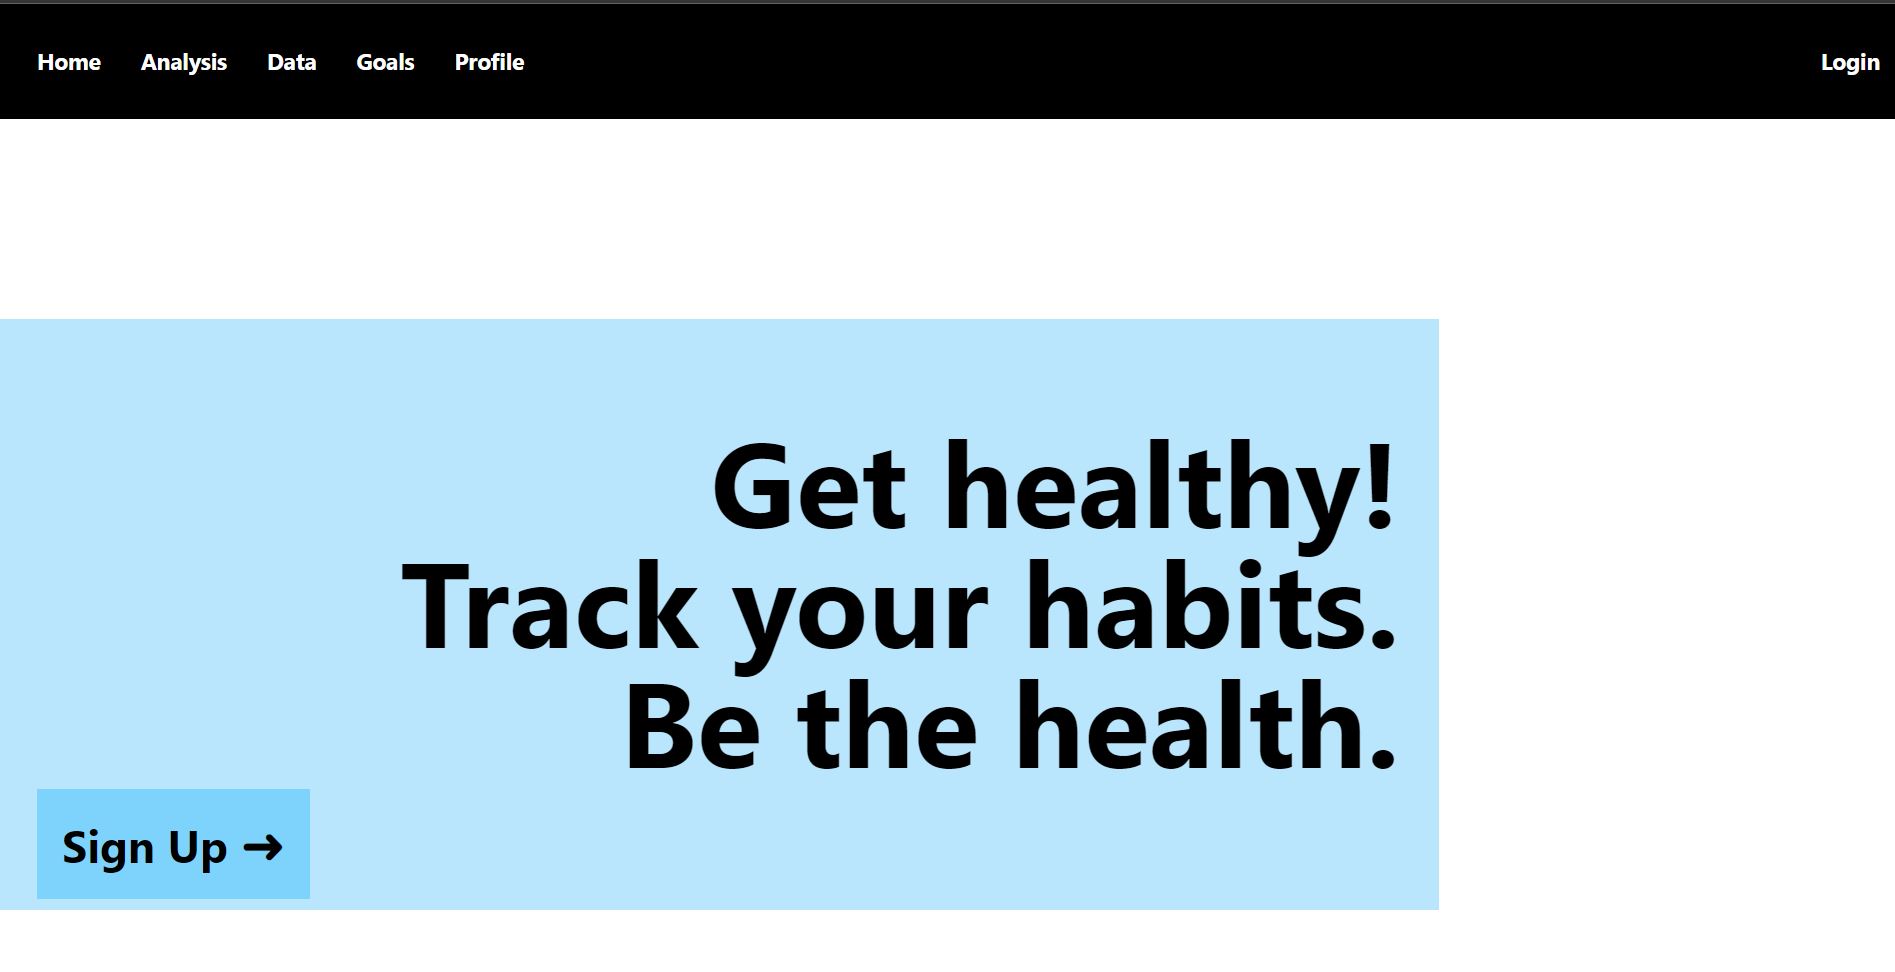 Home Analysis Data Goals Profile Login
Get healthy!
Track your habits.
Be the health.
Sign Up ➜